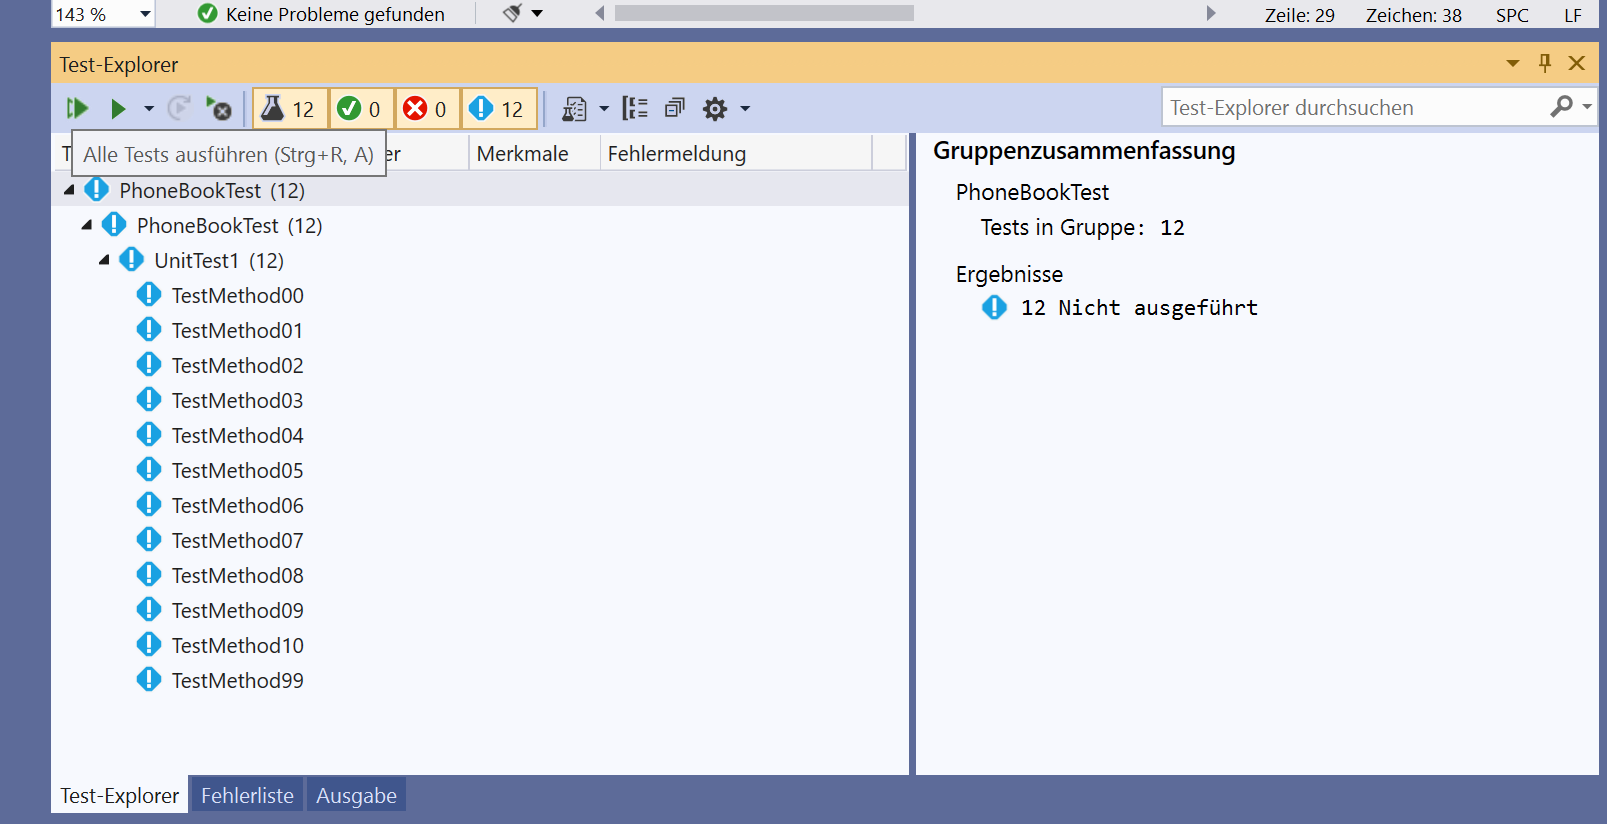 143 % Keine Probleme gefunden Zeile: 29 Zeichen: 38 SPC LF
Test-Explorer
12 0 0 12 Test-Explorer durchsuchen
T Alle Tests ausführen (Strg+R, A) er Merkmale Fehlermeldung
PhoneBookTest (12)
PhoneBookTest (12)
UnitTest1 (12)
TestMethod00
TestMethod01
TestMethod02
TestMethod03
TestMethod04
TestMethod05
TestMethod06
TestMethod07
TestMethod08
TestMethod09
TestMethod10
TestMethod99
Gruppenzusammenfassung
PhoneBookTest
Tests in Gruppe: 12
Ergebnisse
12 Nicht ausgeführt
Test-Explorer Fehlerliste Ausgabe